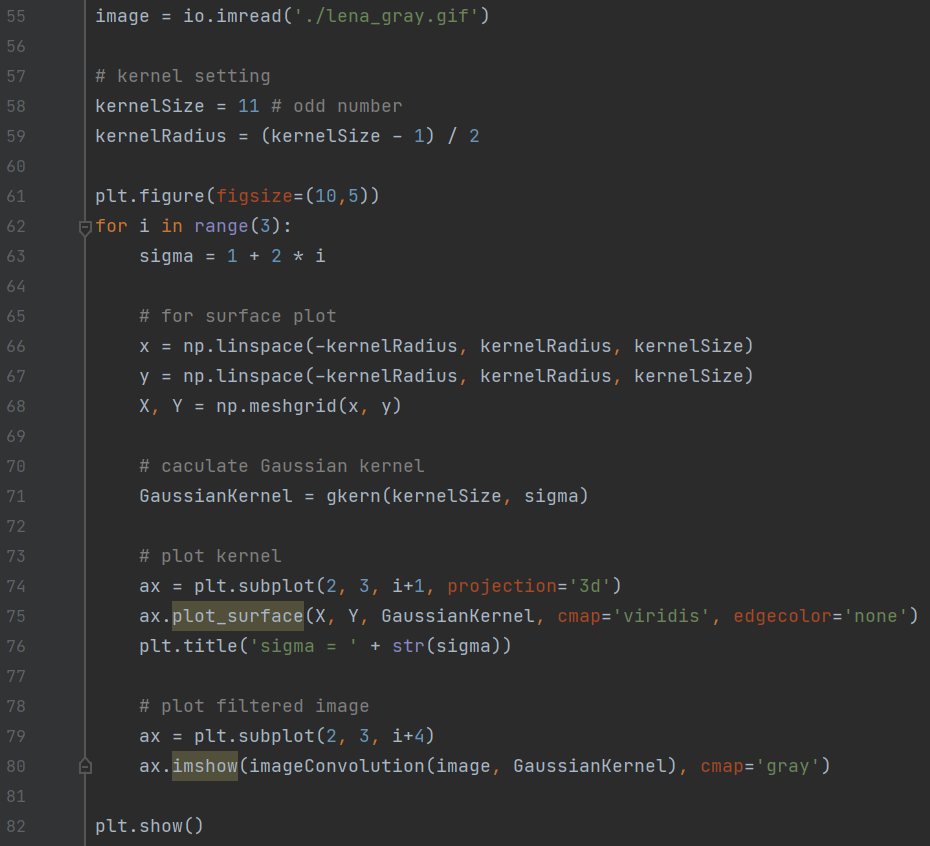 55 image = io.imread('./lena_gray.gif')
56
57 # kernel setting
58 kernelSize = 11 # odd number
59 kernelRadius = (kernelSize - 1) / 2
60
61 plt.figure(figsize=(10,5))
62 for i in range(3):
63     sigma = 1 + 2 * i
64
65     # for surface plot
66     x = np.linspace(-kernelRadius, kernelRadius, kernelSize)
67     y = np.linspace(-kernelRadius, kernelRadius, kernelSize)
68     X, Y = np.meshgrid(x, y)
69
70     # caculate Gaussian kernel
71     GaussianKernel = gkern(kernelSize, sigma)
72
73     # plot kernel
74     ax = plt.subplot(2, 3, i+1, projection='3d')
75     ax.plot_surface(X, Y, GaussianKernel, cmap='viridis', edgecolor='none')
76     plt.title('sigma = ' + str(sigma))
77
78     # plot filtered image
79     ax = plt.subplot(2, 3, i+4)
80     ax.imshow(imageConvolution(image, GaussianKernel), cmap='gray')
81
82 plt.show()